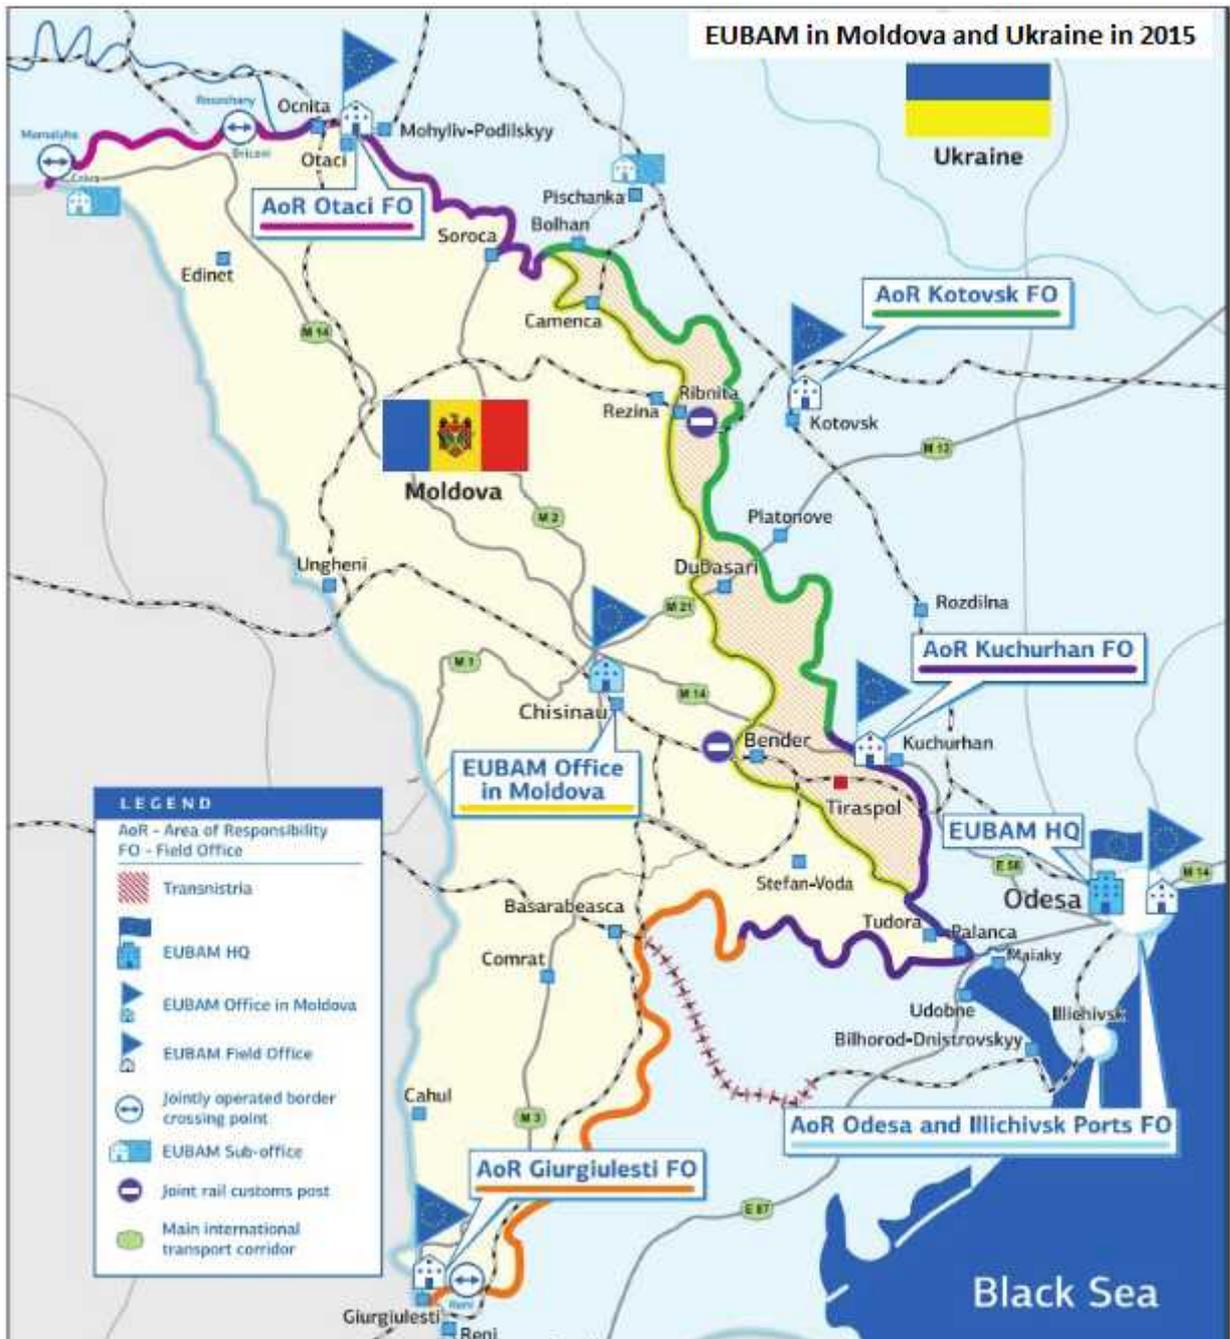 EUBAM in Moldova and Ukraine in 2015
Ukraine
Rososhany
Ocnita
Mohyliv-Podilskyy
Mamalyha
Briceni
Otaci
AoR Otaci FO
Pischanka
Bolhan
Soroca
Edinet
AoR Kotovsk FO
Camenca
M 14
Ribnita
Rezina
Kotovsk
M 13
Moldova
M 2
Platonove
Ungheni
Dubasari
M 21
Rozdilna
AoR Kuchurhan FO
M 1
M 14
Chisinau
Bender
Kuchurhan
EUBAM Office
in Moldova
Tiraspol
LEGEND
AoR - Area of Responsibility
FO - Field Office
Transnistria
EUBAM HQ
EUBAM Office in Moldova
EUBAM Field Office
Jointly operated border
crossing point
EUBAM Sub-office
Joint rail customs post
Main international
transport corridor
EUBAM HQ
E 58
M 14
Stefan-Voda
Odesa
Basarabeasca
Tudora
Palanca
Comrat
Maiaky
Udobne
Illichivsk
Bilhorod-Dnistrovskyy
Cahul
M 3
AoR Odesa and Illichivsk Ports FO
AoR Giurgiulesti FO
E 87
Black Sea
Reni
Giurgiulesti
Reni